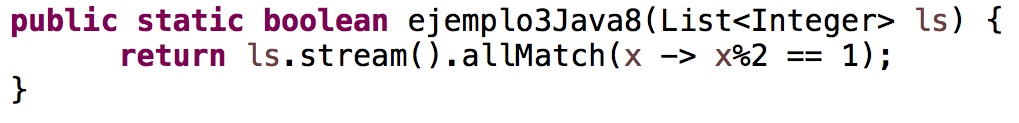 public static boolean ejemplo3Java8(List<Integer> ls) {
      return ls.stream().allMatch(x -> x%2 == 1);
}